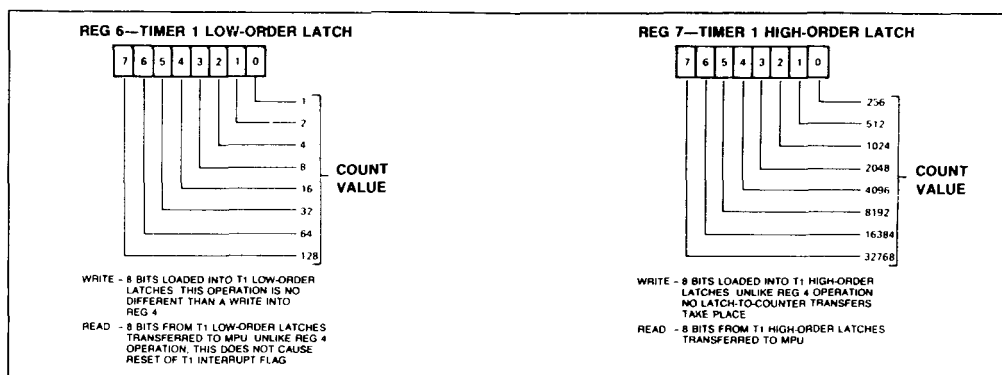 REG 6—TIMER 1 LOW-ORDER LATCH
7 6 5 4 3 2 1 0
1
2
4
8
16
32
64
128
COUNT
VALUE
WRITE - 8 BITS LOADED INTO T1 LOW-ORDER
LATCHES THIS OPERATION IS NO
DIFFERENT THAN A WRITE INTO
REG 4
READ - 8 BITS FROM T1 LOW-ORDER LATCHES
TRANSFERRED TO MPU. UNLIKE REG 4
OPERATION, THIS DOES NOT CAUSE
RESET OF T1 INTERRUPT FLAG
REG 7—TIMER 1 HIGH-ORDER LATCH
7 6 5 4 3 2 1 0
256
512
1024
2048
4096
8192
16384
32768
COUNT
VALUE
WRITE - 8 BITS LOADED INTO T1 HIGH-ORDER
LATCHES UNLIKE REG 4 OPERATION
NO LATCH-TO-COUNTER TRANSFERS
TAKE PLACE
READ - 8 BITS FROM T1 HIGH-ORDER LATCHES
TRANSFERRED TO MPU